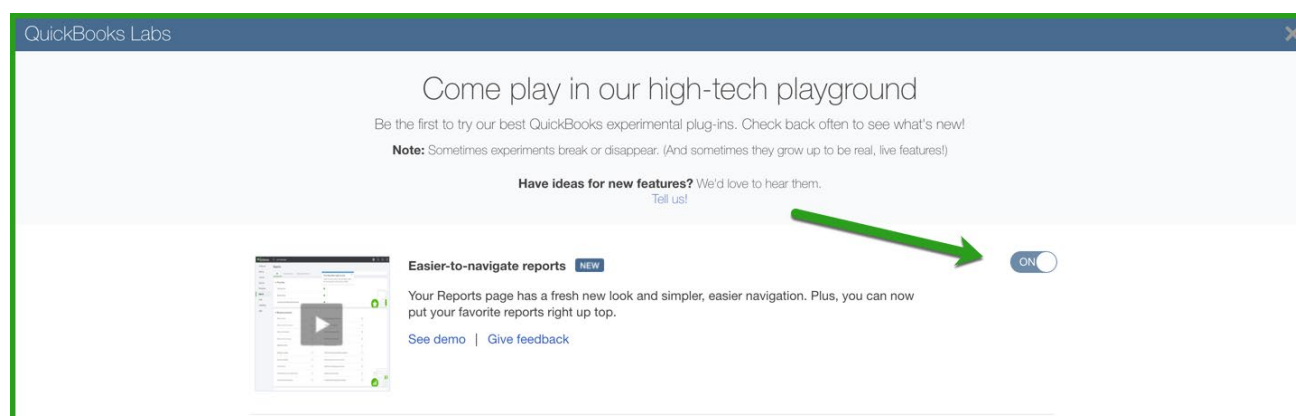 QuickBooks Labs
Come play in our high-tech playground
Be the first to try our best QuickBooks experimental plug-ins. Check back often to see what's new!
Note: Sometimes experiments break or disappear. (And sometimes they grow up to be real, live features!)
Have ideas for new features? We'd love to hear them.
Tell us!
Easier-to-navigate reports NEW
ON
Your Reports page has a fresh new look and simpler, easier navigation. Plus, you can now
put your favorite reports right up top.
See demo | Give feedback